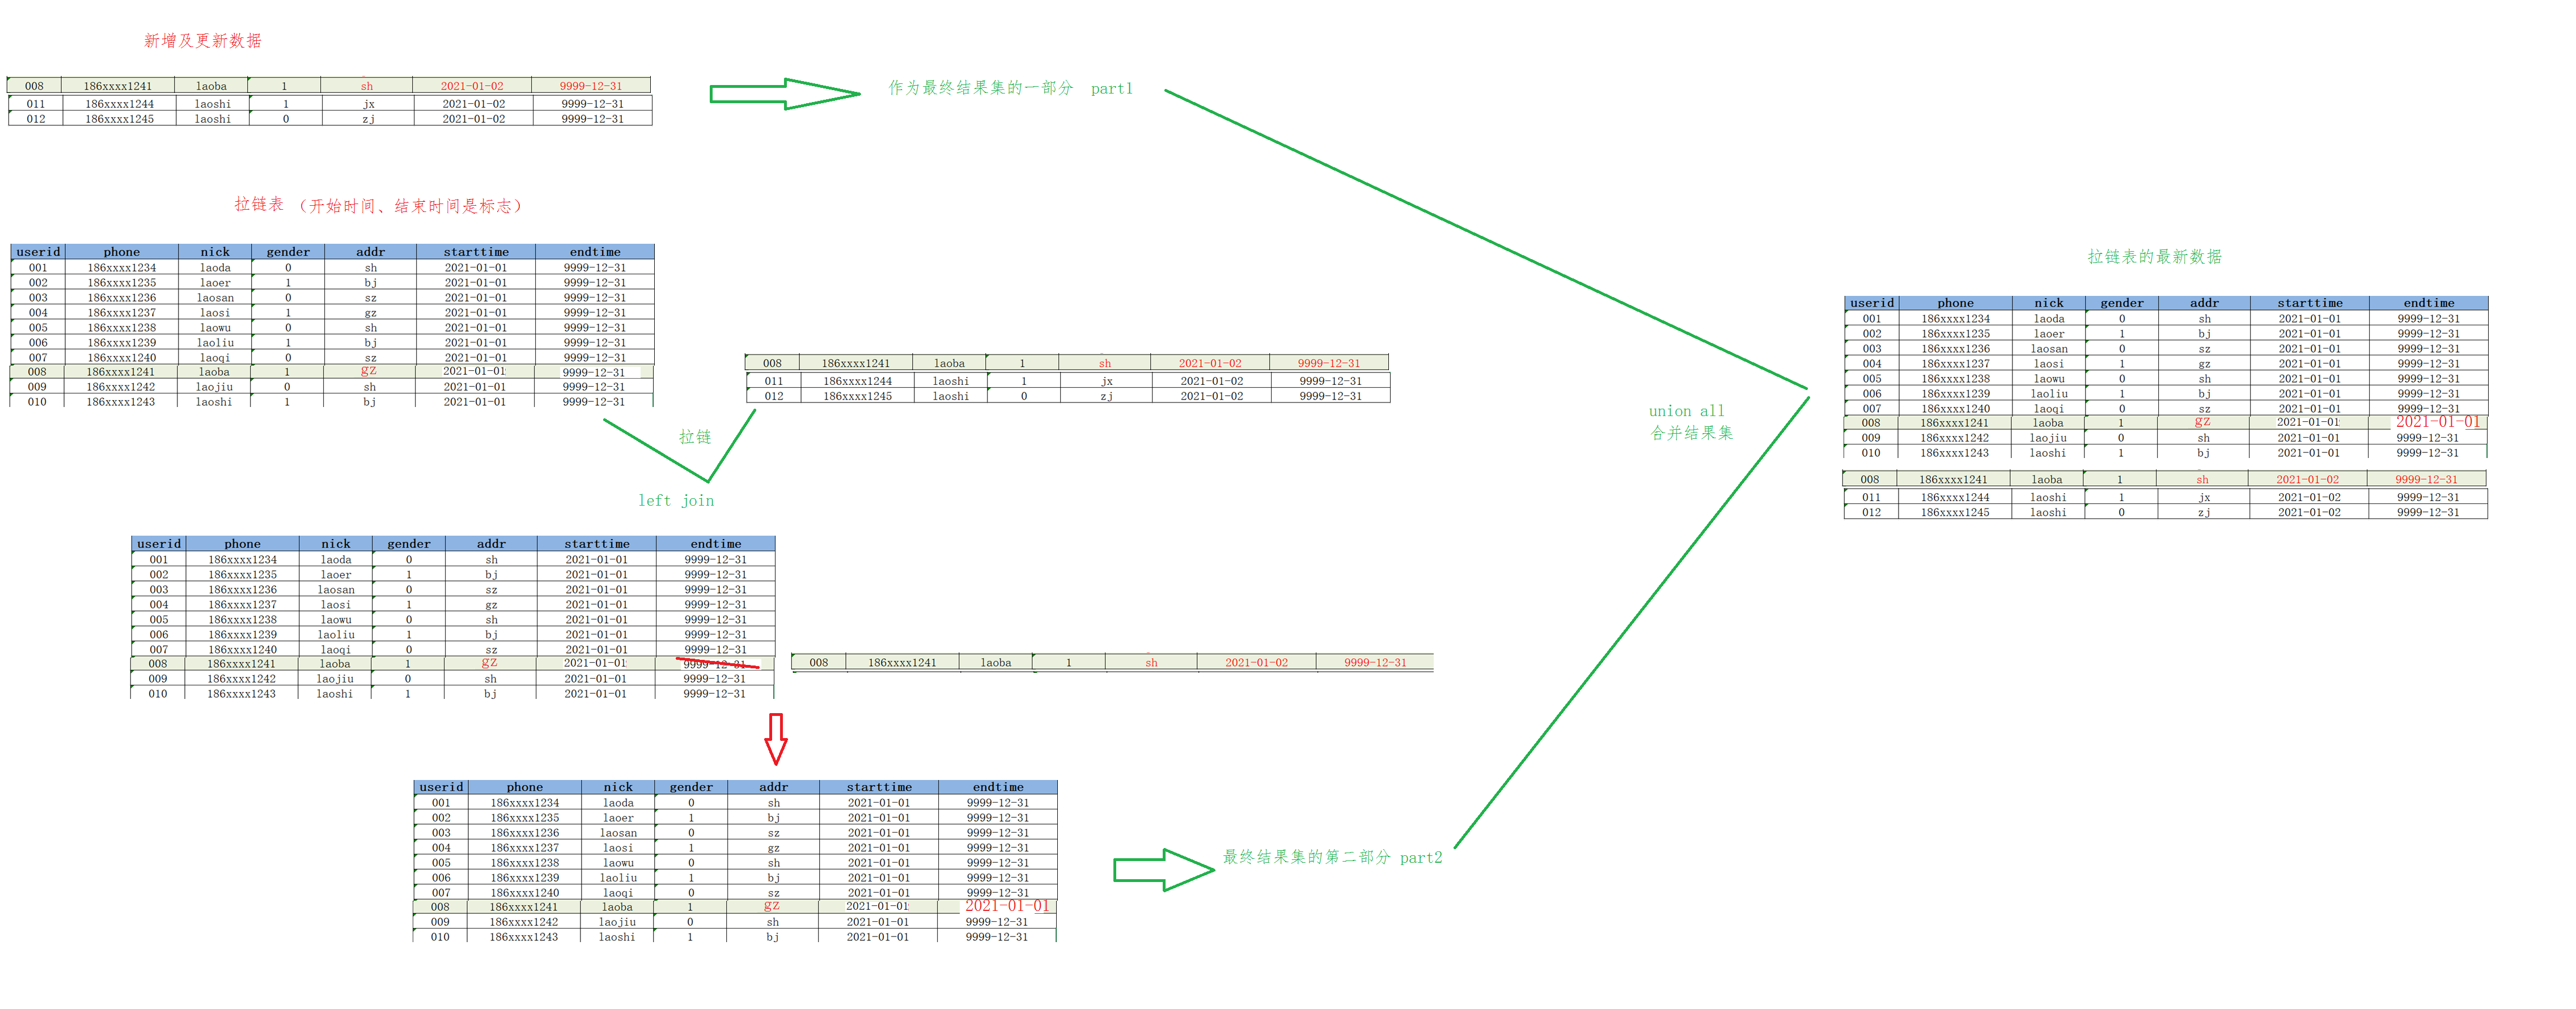 新增及更新数据
008 186xxxx1241 laoba 1 sh 2021-01-02 9999-12-31
011 186xxxx1244 laoshi 1 jx 2021-01-02 9999-12-31
012 186xxxx1245 laoshi 0 zj 2021-01-02 9999-12-31
作为最终结果集的一部分 part1
拉链表 (开始时间、结束时间是标志)
userid phone nick gender addr starttime endtime
001 186xxxx1234 laoda 0 sh 2021-01-01 9999-12-31
002 186xxxx1235 laoer 1 bj 2021-01-01 9999-12-31
003 186xxxx1236 laosan 0 sz 2021-01-01 9999-12-31
004 186xxxx1237 laosi 1 gz 2021-01-01 9999-12-31
005 186xxxx1238 laowu 0 sh 2021-01-01 9999-12-31
006 186xxxx1239 laoliu 1 bj 2021-01-01 9999-12-31
007 186xxxx1240 laoqi 0 sz 2021-01-01 9999-12-31
008 186xxxx1241 laoba 1 gz 2021-01-01 9999-12-31
009 186xxxx1242 laojiu 0 sh 2021-01-01 9999-12-31
010 186xxxx1243 laoshi 1 bj 2021-01-01 9999-12-31
008 186xxxx1241 laoba 1 sh 2021-01-02 9999-12-31
011 186xxxx1244 laoshi 1 jx 2021-01-02 9999-12-31
012 186xxxx1245 laoshi 0 zj 2021-01-02 9999-12-31
拉链
left join
userid phone nick gender addr starttime endtime
001 186xxxx1234 laoda 0 sh 2021-01-01 9999-12-31
002 186xxxx1235 laoer 1 bj 2021-01-01 9999-12-31
003 186xxxx1236 laosan 0 sz 2021-01-01 9999-12-31
004 186xxxx1237 laosi 1 gz 2021-01-01 9999-12-31
005 186xxxx1238 laowu 0 sh 2021-01-01 9999-12-31
006 186xxxx1239 laoliu 1 bj 2021-01-01 9999-12-31
007 186xxxx1240 laoqi 0 sz 2021-01-01 9999-12-31
008 186xxxx1241 laoba 1 gz 2021-01-01 9999-12-31
009 186xxxx1242 laojiu 0 sh 2021-01-01 9999-12-31
010 186xxxx1243 laoshi 1 bj 2021-01-01 9999-12-31
008 186xxxx1241 laoba 1 sh 2021-01-02 9999-12-31
userid phone nick gender addr starttime endtime
001 186xxxx1234 laoda 0 sh 2021-01-01 9999-12-31
002 186xxxx1235 laoer 1 bj 2021-01-01 9999-12-31
003 186xxxx1236 laosan 0 sz 2021-01-01 9999-12-31
004 186xxxx1237 laosi 1 gz 2021-01-01 9999-12-31
005 186xxxx1238 laowu 0 sh 2021-01-01 9999-12-31
006 186xxxx1239 laoliu 1 bj 2021-01-01 9999-12-31
007 186xxxx1240 laoqi 0 sz 2021-01-01 9999-12-31
008 186xxxx1241 laoba 1 gz 2021-01-01 2021-01-01
009 186xxxx1242 laojiu 0 sh 2021-01-01 9999-12-31
010 186xxxx1243 laoshi 1 bj 2021-01-01 9999-12-31
最终结果集的第二部分 part2
union all
合并结果集
拉链表的最新数据
userid phone nick gender addr starttime endtime
001 186xxxx1234 laoda 0 sh 2021-01-01 9999-12-31
002 186xxxx1235 laoer 1 bj 2021-01-01 9999-12-31
003 186xxxx1236 laosan 0 sz 2021-01-01 9999-12-31
004 186xxxx1237 laosi 1 gz 2021-01-01 9999-12-31
005 186xxxx1238 laowu 0 sh 2021-01-01 9999-12-31
006 186xxxx1239 laoliu 1 bj 2021-01-01 9999-12-31
007 186xxxx1240 laoqi 0 sz 2021-01-01 9999-12-31
008 186xxxx1241 laoba 1 gz 2021-01-01 2021-01-01
009 186xxxx1242 laojiu 0 sh 2021-01-01 9999-12-31
010 186xxxx1243 laoshi 1 bj 2021-01-01 9999-12-31
008 186xxxx1241 laoba 1 sh 2021-01-02 9999-12-31
011 186xxxx1244 laoshi 1 jx 2021-01-02 9999-12-31
012 186xxxx1245 laoshi 0 zj 2021-01-02 9999-12-31